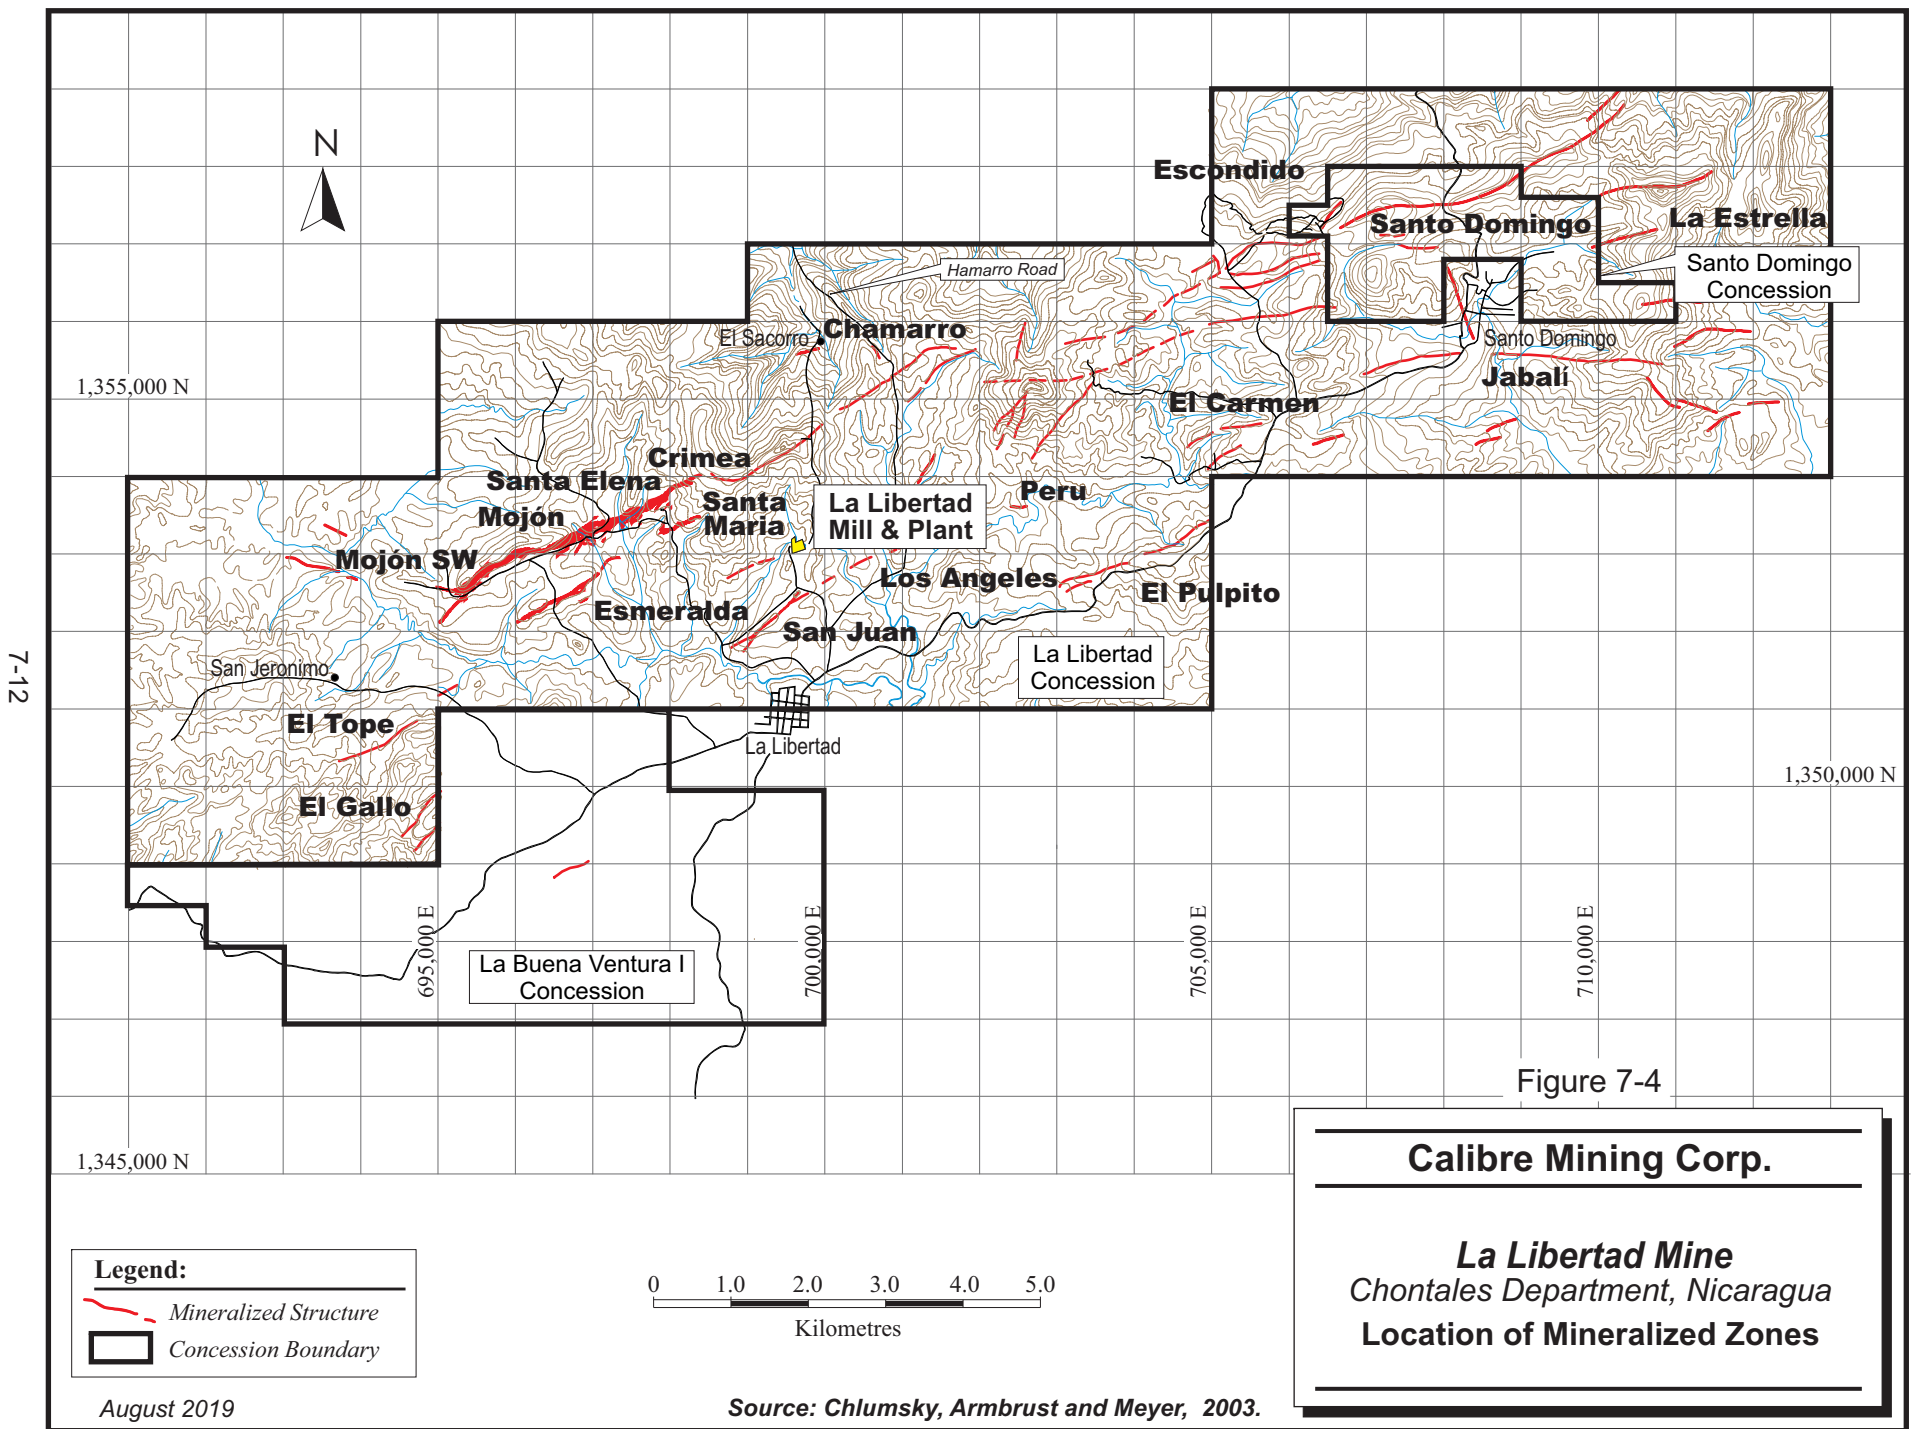 N
Escondido
Santo Domingo
La Estrella
Santo Domingo
Concession
Hamarro Road
El Sacorro
Chamarro
Santo Domingo
Jabalí
1,355,000 N
El Carmen
Crimea
Santa Elena
Santa
Maria
Mojón
La Libertad
Mill & Plant
Peru
Mojón SW
Los Angeles
El Pulpito
Esmeralda
San Juan
La Libertad
Concession
San Jeronimo
7-12
El Tope
La Libertad
1,350,000 N
El Gallo
695,000 E
700,000 E
705,000 E
710,000 E
La Buena Ventura I
Concession
Figure 7-4
1,345,000 N
Calibre Mining Corp.
La Libertad Mine
Chontales Department, Nicaragua
Location of Mineralized Zones
Legend:
Mineralized Structure
Concession Boundary
0 1.0 2.0 3.0 4.0 5.0
Kilometres
August 2019
Source: Chlumsky, Armbrust and Meyer, 2003.